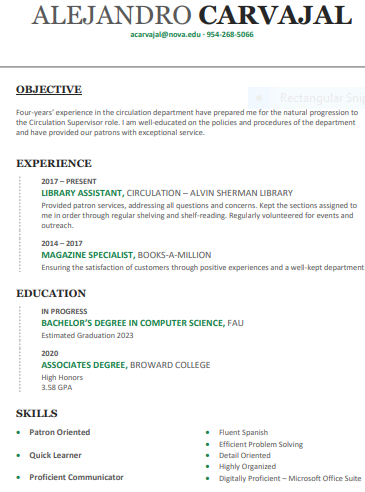 ALEJANDRO CARVAJAL
acarvajal@nova.edu · 954-268-5066
Rectangular Snip
OBJECTIVE
Four-years' experience in the circulation department have prepared me for the natural progression to
the Circulation Supervisor role. I am well-educated on the policies and procedures of the department
and have provided our patrons with exceptional service.
EXPERIENCE
2017 – PRESENT
LIBRARY ASSISTANT, CIRCULATION – ALVIN SHERMAN LIBRARY
Provided patron services, addressing all questions and concerns. Kept the sections assigned to
me in order through regular shelving and shelf-reading. Regularly volunteered for events and
outreach.
2014 – 2017
MAGAZINE SPECIALIST, BOOKS-A-MILLION
Ensuring the satisfaction of customers through positive experiences and a well-kept department
EDUCATION
IN PROGRESS
BACHELOR'S DEGREE IN COMPUTER SCIENCE, FAU
Estimated Graduation 2023
2020
ASSOCIATES DEGREE, BROWARD COLLEGE
High Honors
3.58 GPA
SKILLS
• Patron Oriented
• Quick Learner
• Proficient Communicator
• Fluent Spanish
• Efficient Problem Solving
• Detail Oriented
• Highly Organized
• Digitally Proficient – Microsoft Office Suite